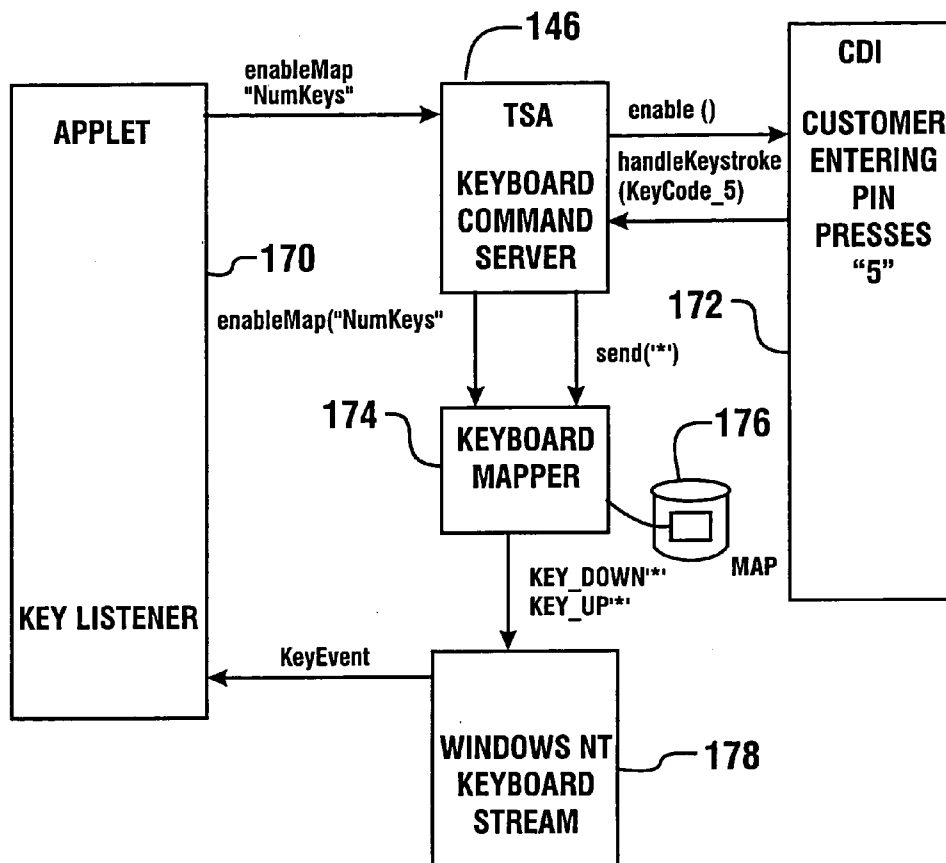 146
enableMap
"NumKeys"
APPLET
TSA
KEYBOARD
COMMAND
SERVER
enable ()
handleKeystroke
(KeyCode_5)
CDI
CUSTOMER
ENTERING
PIN
PRESSES
“5”
170
172
enableMap("NumKeys"
send('*')
174
KEYBOARD
MAPPER
176
MAP
KEY_DOWN'*'
KEY_UP'*'
KEY LISTENER
KeyEvent
WINDOWS NT
KEYBOARD
STREAM
178